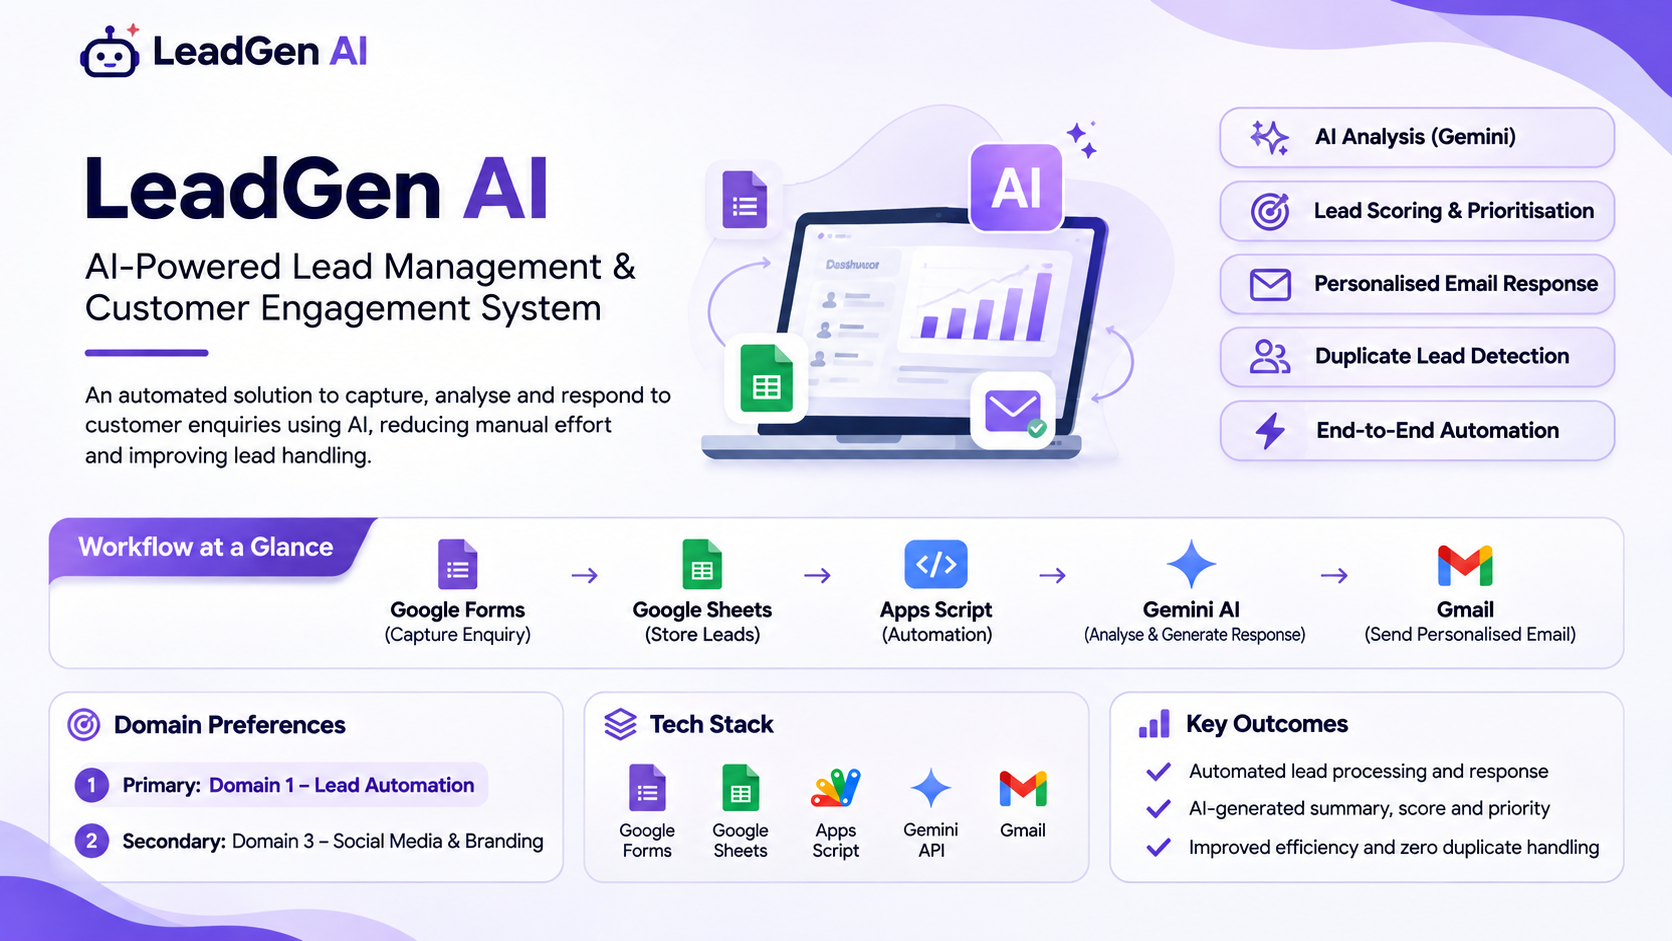 LeadGen AI
LeadGen AI
AI-Powered Lead Management &
Customer Engagement System
An automated solution to capture, analyse and respond to
customer enquiries using AI, reducing manual effort
and improving lead handling.
AI
AI Analysis (Gemini)
Lead Scoring & Prioritisation
Personalised Email Response
Duplicate Lead Detection
End-to-End Automation
Workflow at a Glance
Google Forms
(Capture Enquiry)
Google Sheets
(Store Leads)
</>
Apps Script
(Automation)
Gemini AI
(Analyse & Generate Response)
Gmail
(Send Personalised Email)
Domain Preferences
1 Primary: Domain 1 – Lead Automation
2 Secondary: Domain 3 – Social Media & Branding
Tech Stack
Google
Forms
Google
Sheets
Apps
Script
Gemini
API
Gmail
Key Outcomes
Automated lead processing and response
AI-generated summary, score and priority
Improved efficiency and zero duplicate handling